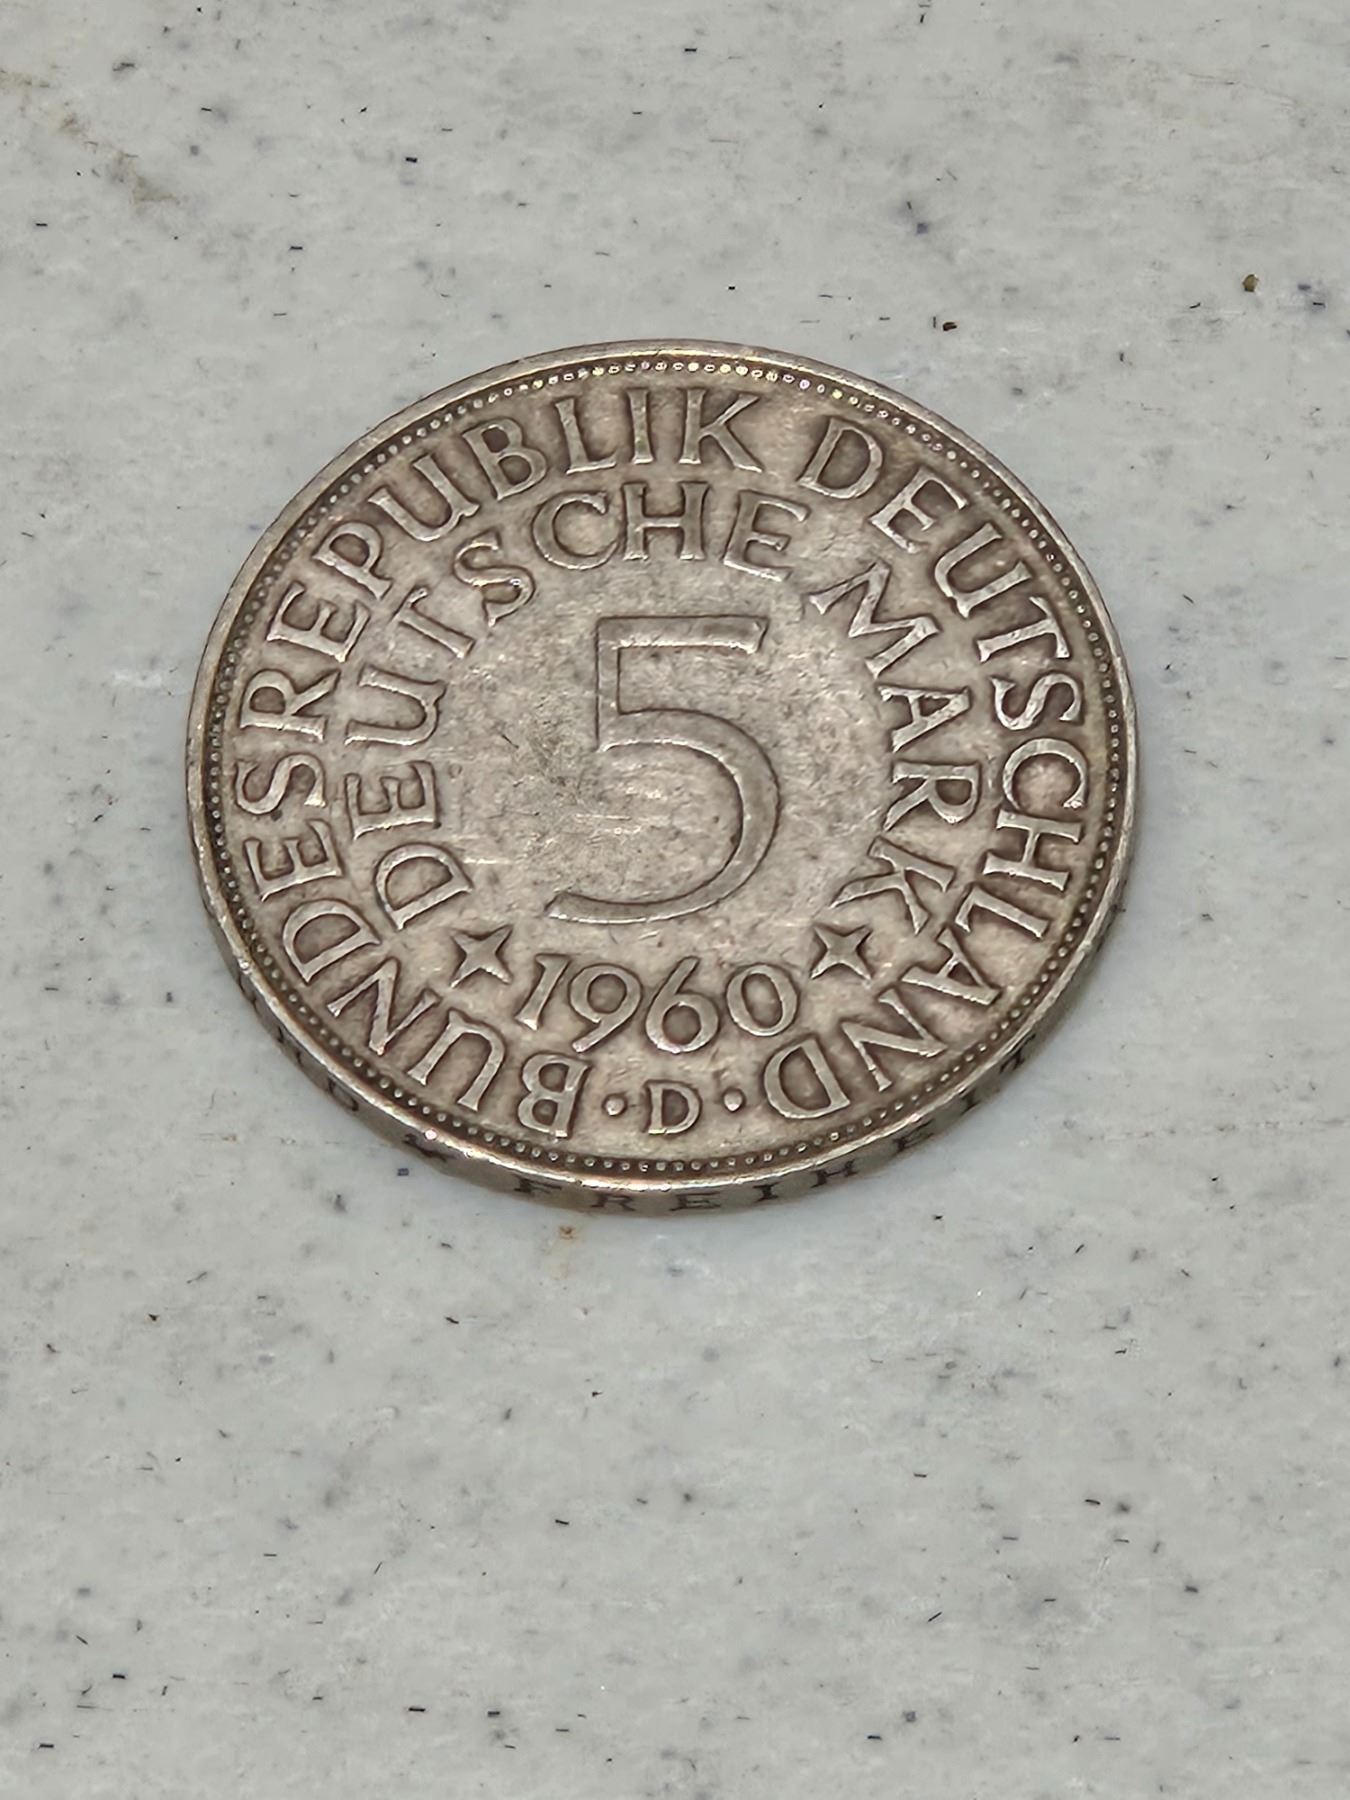 BUNDESREPUBLIK DEUTSCHLAND
DEUTSCHE MARK
5
1960
· D ·
FREIHEIT